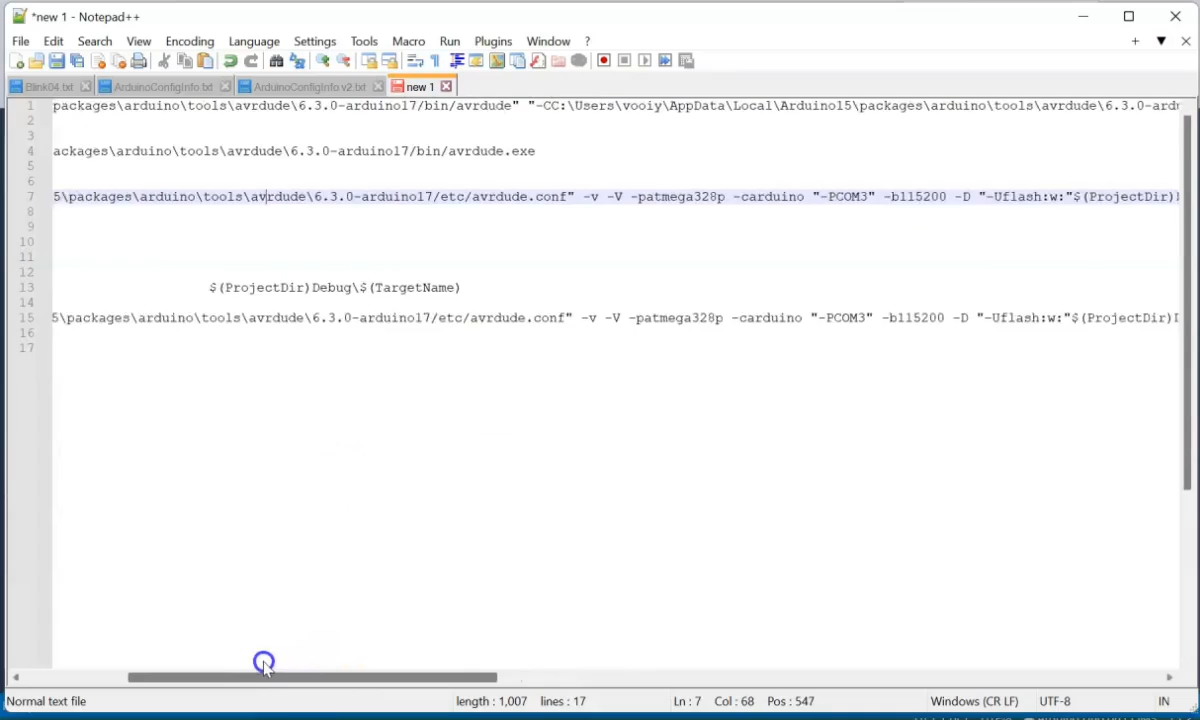 *new 1 - Notepad++
File Edit Search View Encoding Language Settings Tools Macro Run Plugins Window ?
Blink04.txt ArduinoConfigInfo.txt ArduinoConfigInfo v2.txt new 1
1 packages\arduino\tools\avrdude\6.3.0-arduino17/bin/avrdude" "-CC:\Users\vooiy\AppData\Local\Arduino15\packages\arduino\tools\avrdude\6.3.0-ard
2
3
4 ackages\arduino\tools\avrdude\6.3.0-arduino17/bin/avrdude.exe
5
6
7 5\packages\arduino\tools\avrdude\6.3.0-arduino17/etc/avrdude.conf" -v -V -patmega328p -carduino "-PCOM3" -b115200 -D "-Uflash:w:"$(ProjectDir)
8
9
10
11
12
13 $(ProjectDir)Debug\$(TargetName)
14
15 5\packages\arduino\tools\avrdude\6.3.0-arduino17/etc/avrdude.conf" -v -V -patmega328p -carduino "-PCOM3" -b115200 -D "-Uflash:w:"$(ProjectDir)D
16
17
Normal text file length : 1,007 lines : 17 Ln : 7 Col : 68 Pos : 547 Windows (CR LF) UTF-8 IN